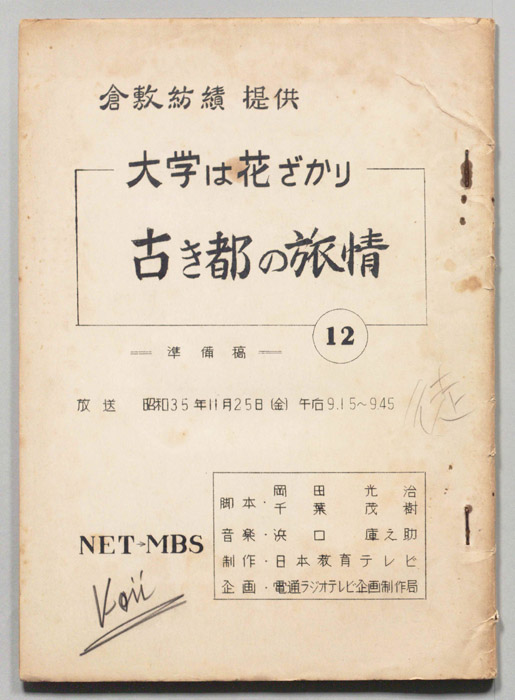 倉敷紡績 提供
大学は花ざかり
古き都の旅情
12
準備稿
放送 昭和35年11月25日(金) 午后9.15~9.45
脚本・岡田光治
千葉茂樹
音楽・浜口庫之助
制作・日本教育テレビ
企画・電通ラジオテレビ企画制作局
NET→MBS
Koii